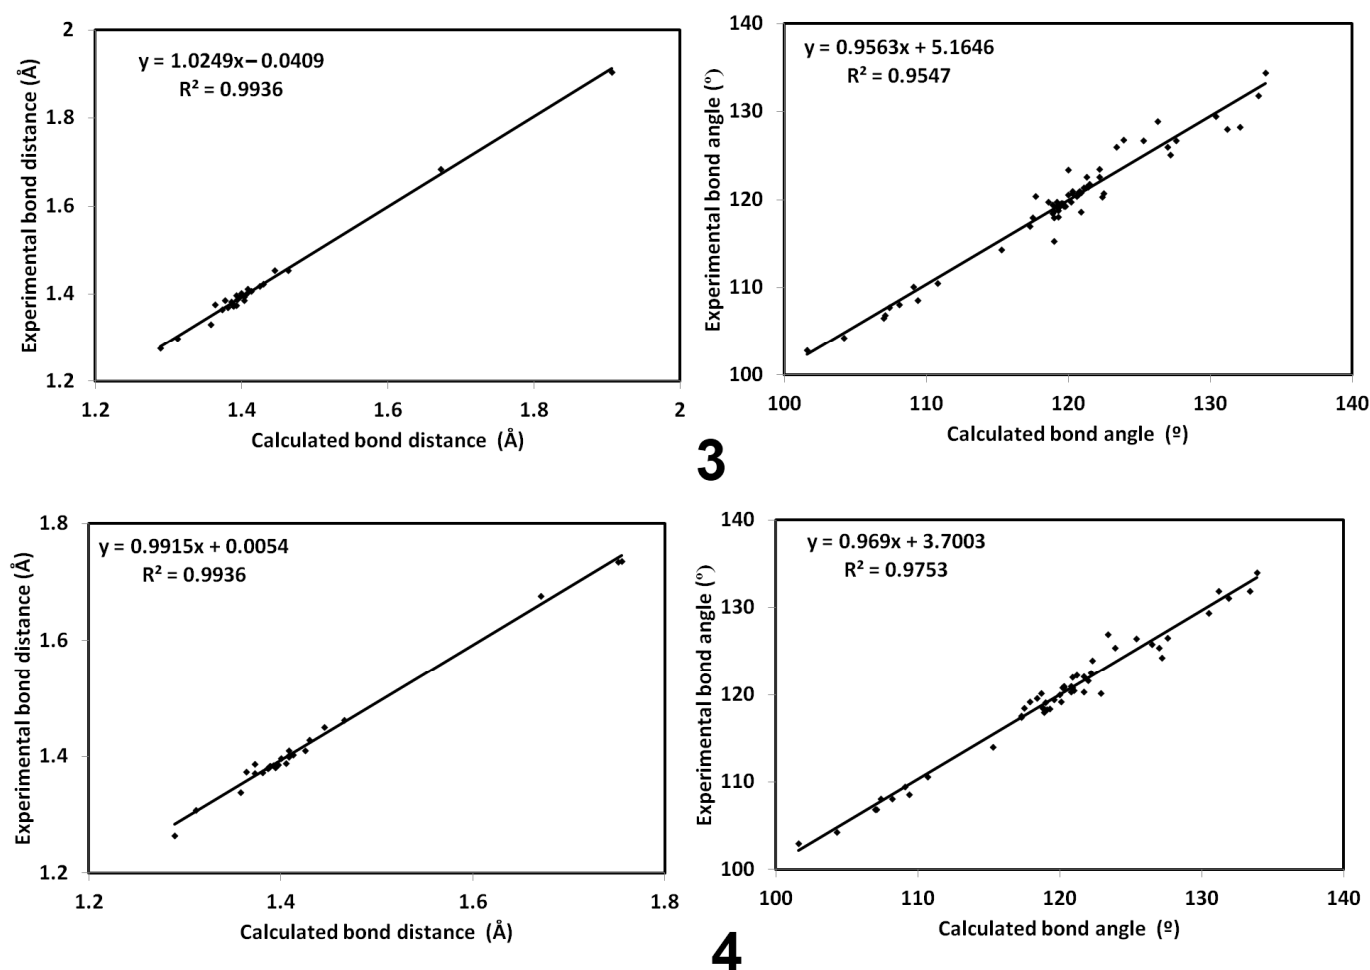 2
1.8
1.6
1.4
1.2
Experimental bond distance (Å)
y = 1.0249x – 0.0409
R² = 0.9936
1.2 1.4 1.6 1.8 2
Calculated bond distance (Å)
140
130
120
110
100
Experimental bond angle (º)
y = 0.9563x + 5.1646
R² = 0.9547
100 110 120 130 140
Calculated bond angle (º)
3
1.8
1.6
1.4
1.2
Experimental bond distance (Å)
y = 0.9915x + 0.0054
R² = 0.9936
1.2 1.4 1.6 1.8
Calculated bond distance (Å)
140
130
120
110
100
Experimental bond angle (º)
y = 0.969x + 3.7003
R² = 0.9753
100 110 120 130 140
Calculated bond angle (º)
4